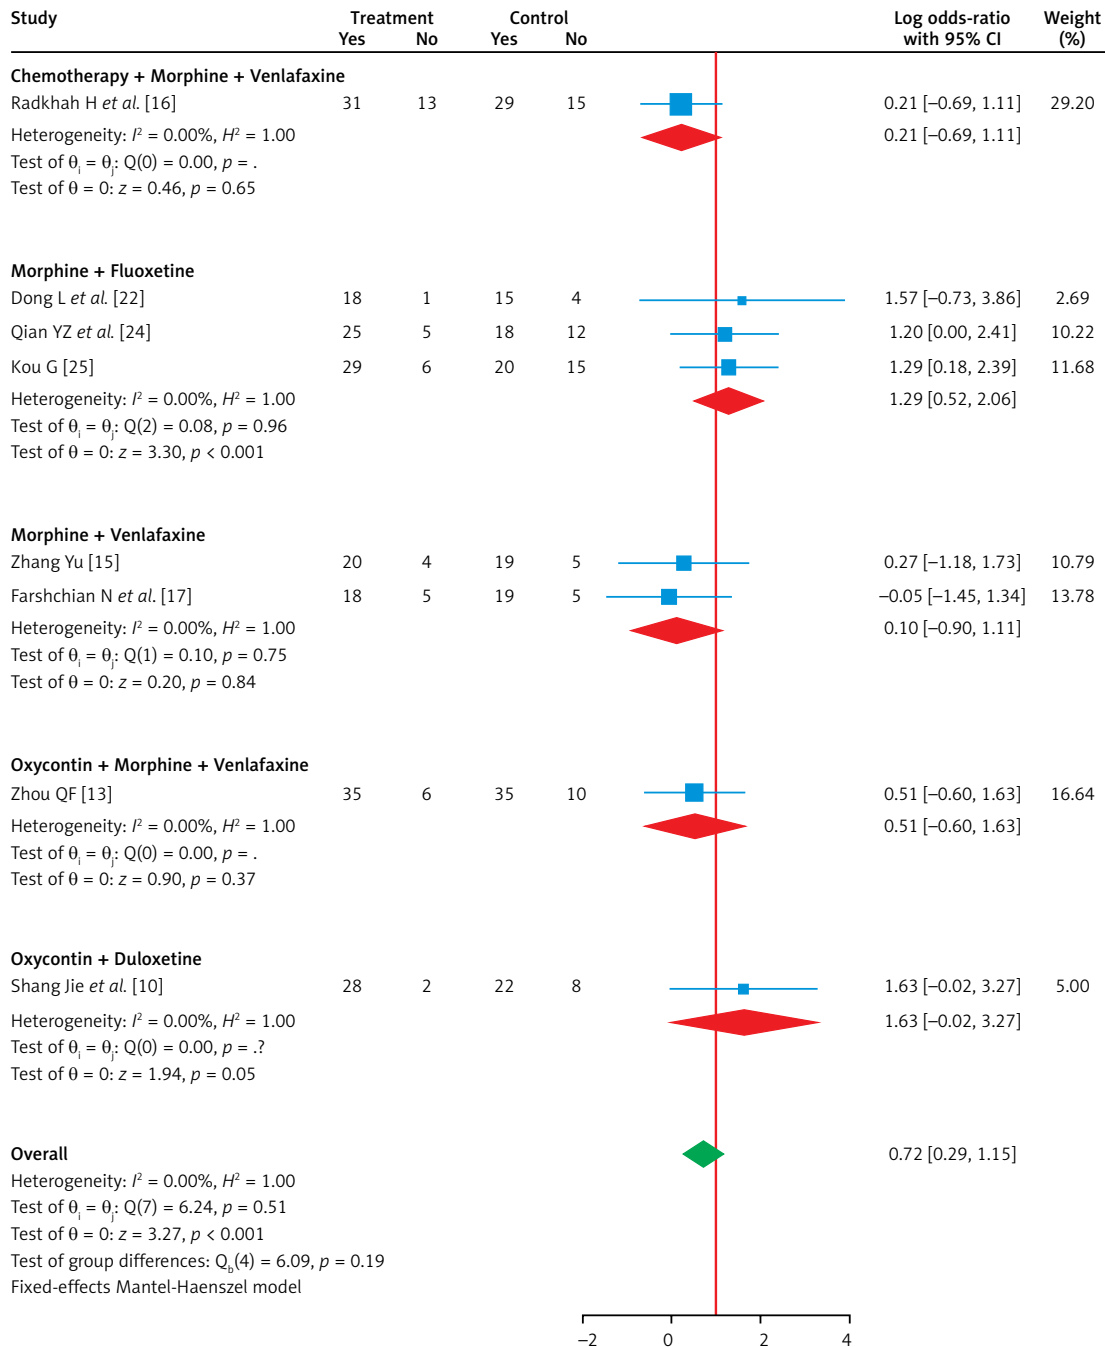 Study Treatment Control Log odds-ratio Weight
Yes No Yes No with 95% CI (%)
Chemotherapy + Morphine + Venlafaxine
Radkhah H et al. [16] 31 13 29 15 0.21 [−0.69, 1.11] 29.20
Heterogeneity: I² = 0.00%, H² = 1.00 0.21 [−0.69, 1.11]
Test of θi = θj: Q(0) = 0.00, p = .
Test of θ = 0: z = 0.46, p = 0.65
Morphine + Fluoxetine
Dong L et al. [22] 18 1 15 4 1.57 [−0.73, 3.86] 2.69
Qian YZ et al. [24] 25 5 18 12 1.20 [0.00, 2.41] 10.22
Kou G [25] 29 6 20 15 1.29 [0.18, 2.39] 11.68
Heterogeneity: I² = 0.00%, H² = 1.00 1.29 [0.52, 2.06]
Test of θi = θj: Q(2) = 0.08, p = 0.96
Test of θ = 0: z = 3.30, p < 0.001
Morphine + Venlafaxine
Zhang Yu [15] 20 4 19 5 0.27 [−1.18, 1.73] 10.79
Farshchian N et al. [17] 18 5 19 5 −0.05 [−1.45, 1.34] 13.78
Heterogeneity: I² = 0.00%, H² = 1.00 0.10 [−0.90, 1.11]
Test of θi = θj: Q(1) = 0.10, p = 0.75
Test of θ = 0: z = 0.20, p = 0.84
Oxycontin + Morphine + Venlafaxine
Zhou QF [13] 35 6 35 10 0.51 [−0.60, 1.63] 16.64
Heterogeneity: I² = 0.00%, H² = 1.00 0.51 [−0.60, 1.63]
Test of θi = θj: Q(0) = 0.00, p = .
Test of θ = 0: z = 0.90, p = 0.37
Oxycontin + Duloxetine
Shang Jie et al. [10] 28 2 22 8 1.63 [−0.02, 3.27] 5.00
Heterogeneity: I² = 0.00%, H² = 1.00 1.63 [−0.02, 3.27]
Test of θi = θj: Q(0) = 0.00, p = .?
Test of θ = 0: z = 1.94, p = 0.05
Overall 0.72 [0.29, 1.15]
Heterogeneity: I² = 0.00%, H² = 1.00
Test of θi = θj: Q(7) = 6.24, p = 0.51
Test of θ = 0: z = 3.27, p < 0.001
Test of group differences: Qb(4) = 6.09, p = 0.19
Fixed-effects Mantel-Haenszel model
−2 0 2 4